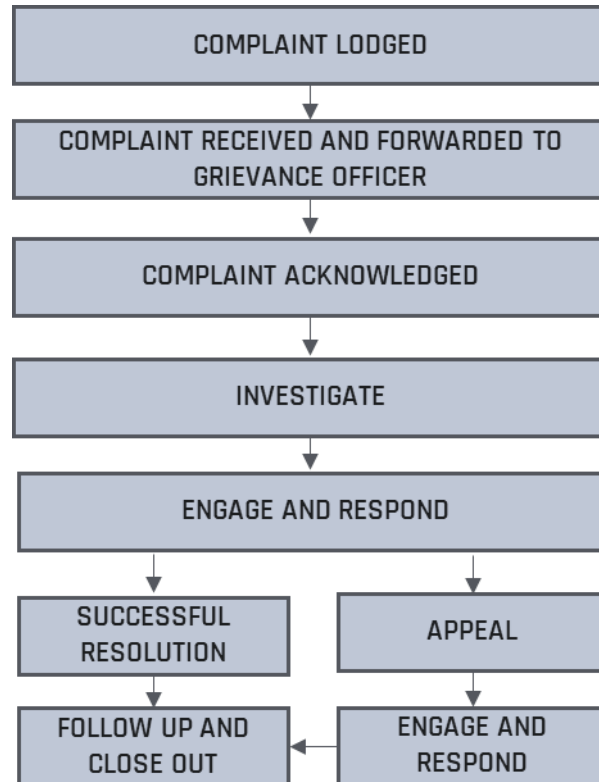 COMPLAINT LODGED
COMPLAINT RECEIVED AND FORWARDED TO
GRIEVANCE OFFICER
COMPLAINT ACKNOWLEDGED
INVESTIGATE
ENGAGE AND RESPOND
SUCCESSFUL
RESOLUTION
APPEAL
FOLLOW UP AND
CLOSE OUT
ENGAGE AND
RESPOND